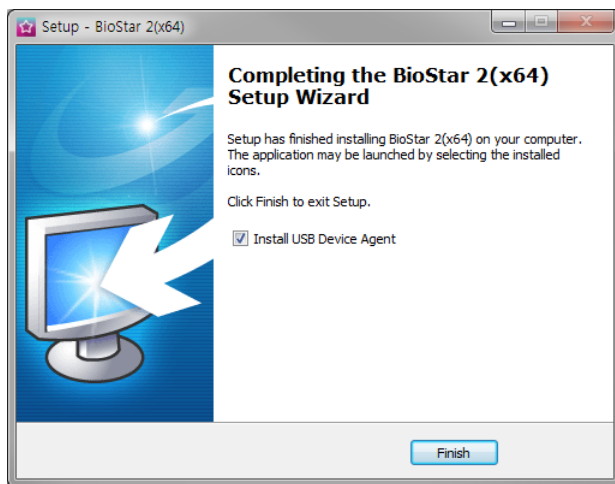 Setup - BioStar 2(x64)
Completing the BioStar 2(x64)
Setup Wizard
Setup has finished installing BioStar 2(x64) on your computer.
The application may be launched by selecting the installed
icons.
Click Finish to exit Setup.
Install USB Device Agent
Finish